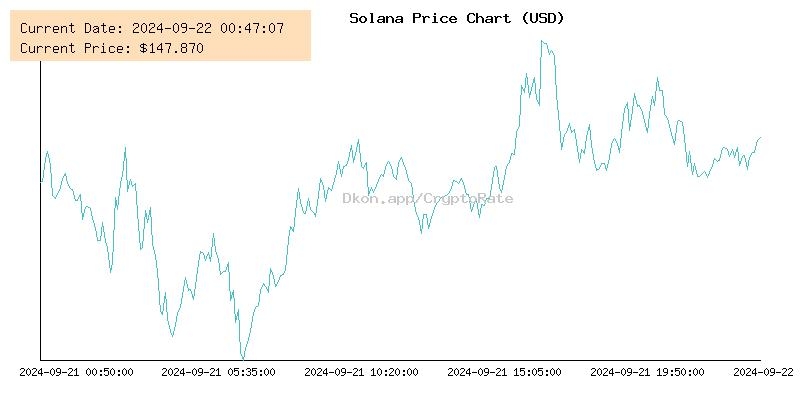 Solana Price Chart (USD)
Current Date: 2024-09-22 00:47:07
Current Price: $147.870
Dkon.app/CryptoRate
2024-09-21 00:50:00 2024-09-21 05:35:00 2024-09-21 10:20:00 2024-09-21 15:05:00 2024-09-21 19:50:00 2024-09-22